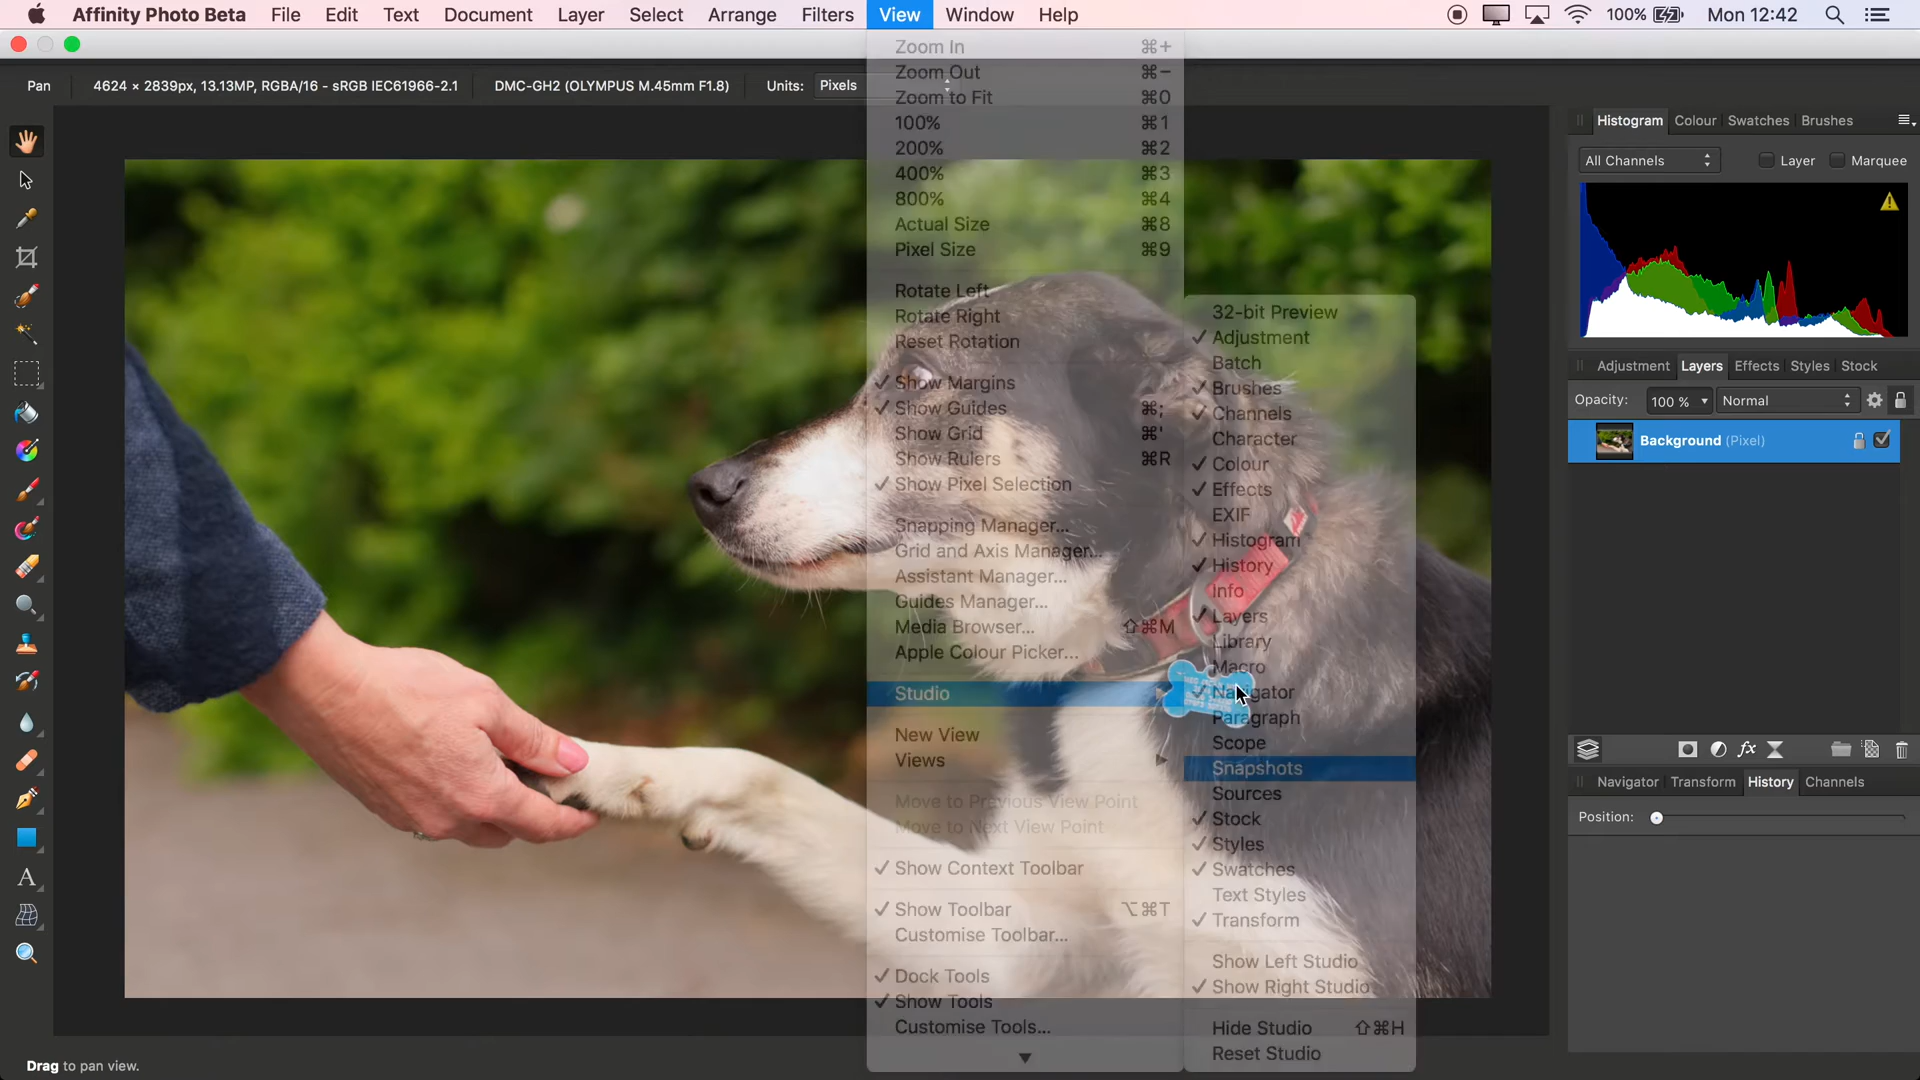 Affinity Photo Beta File Edit Text Document Layer Select Arrange Filters View Window Help 100% Mon 12:42
Pan 4624 × 2839px, 13.13MP, RGBA/16 - sRGB IEC61966-2.1 DMC-GH2 (OLYMPUS M.45mm F1.8) Units: Pixels
Zoom In ⌘+
Zoom Out ⌘−
Zoom to Fit ⌘0
100% ⌘1
200% ⌘2
400% ⌘3
800% ⌘4
Actual Size ⌘8
Pixel Size ⌘9
Rotate Left
Rotate Right
Reset Rotation
✓ Show Margins
✓ Show Guides ⌘;
Show Grid ⌘'
Show Rulers ⌘R
✓ Show Pixel Selection
Snapping Manager...
Grid and Axis Manager...
Assistant Manager...
Guides Manager...
Media Browser... ⇧⌘M
Apple Colour Picker...
Studio
New View
Views
Move to Previous View Point
Move to Next View Point
✓ Show Context Toolbar
✓ Show Toolbar ⌥⌘T
Customise Toolbar...
✓ Dock Tools
✓ Show Tools
Customise Tools...
32-bit Preview
✓ Adjustment
Batch
✓ Brushes
✓ Channels
Character
✓ Colour
✓ Effects
EXIF
✓ Histogram
✓ History
Info
✓ Layers
Library
Macro
✓ Navigator
Paragraph
Scope
Snapshots
Sources
✓ Stock
✓ Styles
✓ Swatches
Text Styles
✓ Transform
Show Left Studio
✓ Show Right Studio
Hide Studio ⇧⌘H
Reset Studio
Histogram Colour Swatches Brushes
All Channels Layer Marquee
Adjustment Layers Effects Styles Stock
Opacity: 100 % Normal
Background (Pixel)
Navigator Transform History Channels
Position:
Drag to pan view.